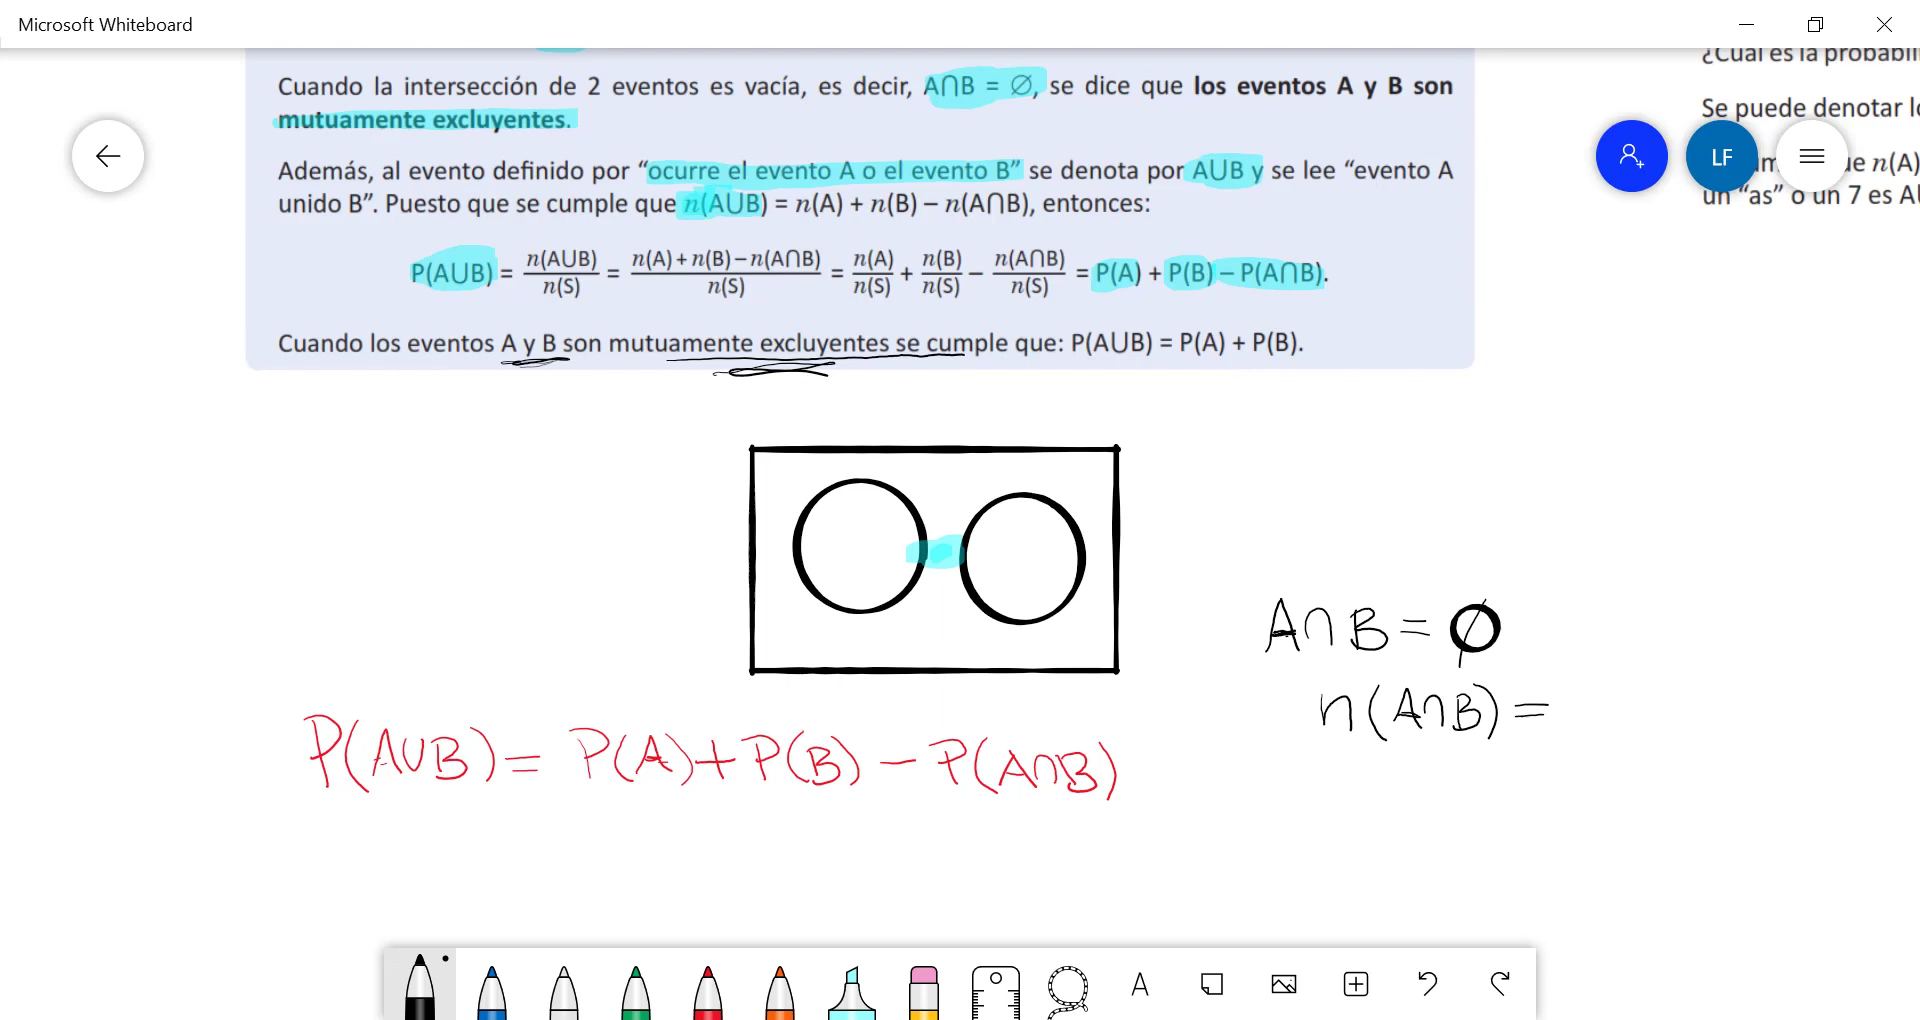 Microsoft Whiteboard
Cuando la intersección de 2 eventos es vacía, es decir, A⋂B = ∅, se dice que los eventos A y B son
mutuamente excluyentes.
Además, al evento definido por “ocurre el evento A o el evento B” se denota por A⋃B y se lee “evento A
unido B”. Puesto que se cumple que n(A⋃B) = n(A) + n(B) – n(A⋂B), entonces:
P(A⋃B) = n(A⋃B)/n(S) = n(A) + n(B) – n(A⋂B)/n(S) = n(A)/n(S) + n(B)/n(S) – n(A⋂B)/n(S) = P(A) + P(B) – P(A⋂B).
Cuando los eventos A y B son mutuamente excluyentes se cumple que: P(A⋃B) = P(A) + P(B).
¿Cuál es la
Se puede denotar
n(A)
un “as” o un 7 es
LF
A⋂B = ∅
n(A⋂B) =
P(A⋃B) = P(A) + P(B) – P(A⋂B)
A